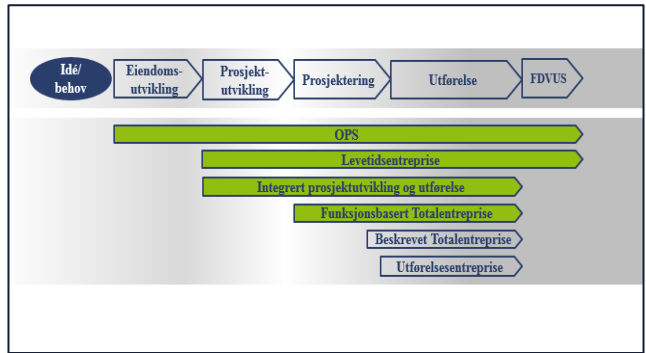 Idé/
behov
Eiendoms-
utvikling
Prosjekt-
utvikling
Prosjektering
Utførelse
FDVUS
OPS
Levetidsentreprise
Integrert prosjektutvikling og utførelse
Funksjonsbasert Totalentreprise
Beskrevet Totalentreprise
Utførelsesentreprise